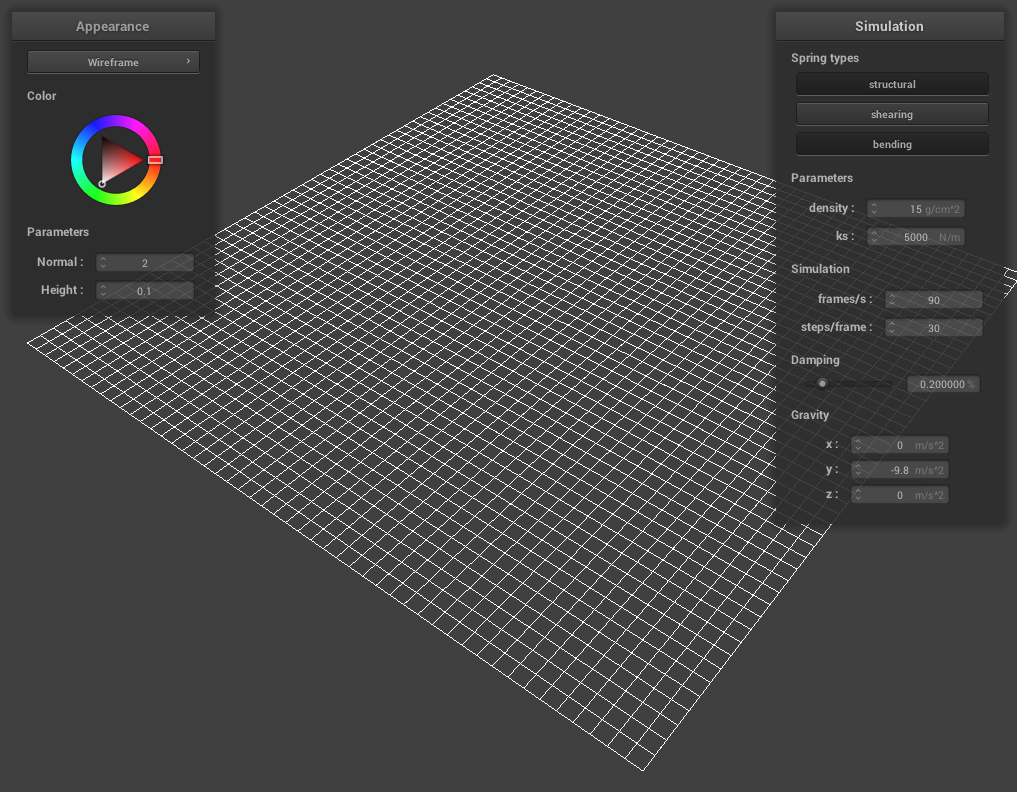 Appearance
Wireframe
Color
Parameters
Normal : 2
Height : 0.1
Simulation
Spring types
structural
shearing
bending
Parameters
density : 15 g/cm^2
ks : 5000 N/m
Simulation
frames/s : 90
steps/frame : 30
Damping
0.200000 %
Gravity
x : 0 m/s^2
y : -9.8 m/s^2
z : 0 m/s^2